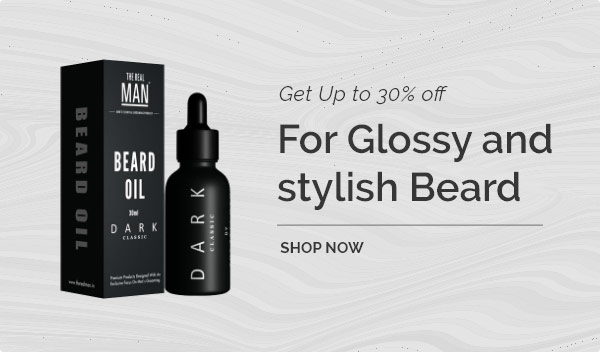 THE REAL
MAN
BEARD
OIL
30ml
DARK
CLASSIC
BEARD OIL
DARK
CLASSIC
BY
Get Up to 30% off
For Glossy and
stylish Beard
SHOP NOW